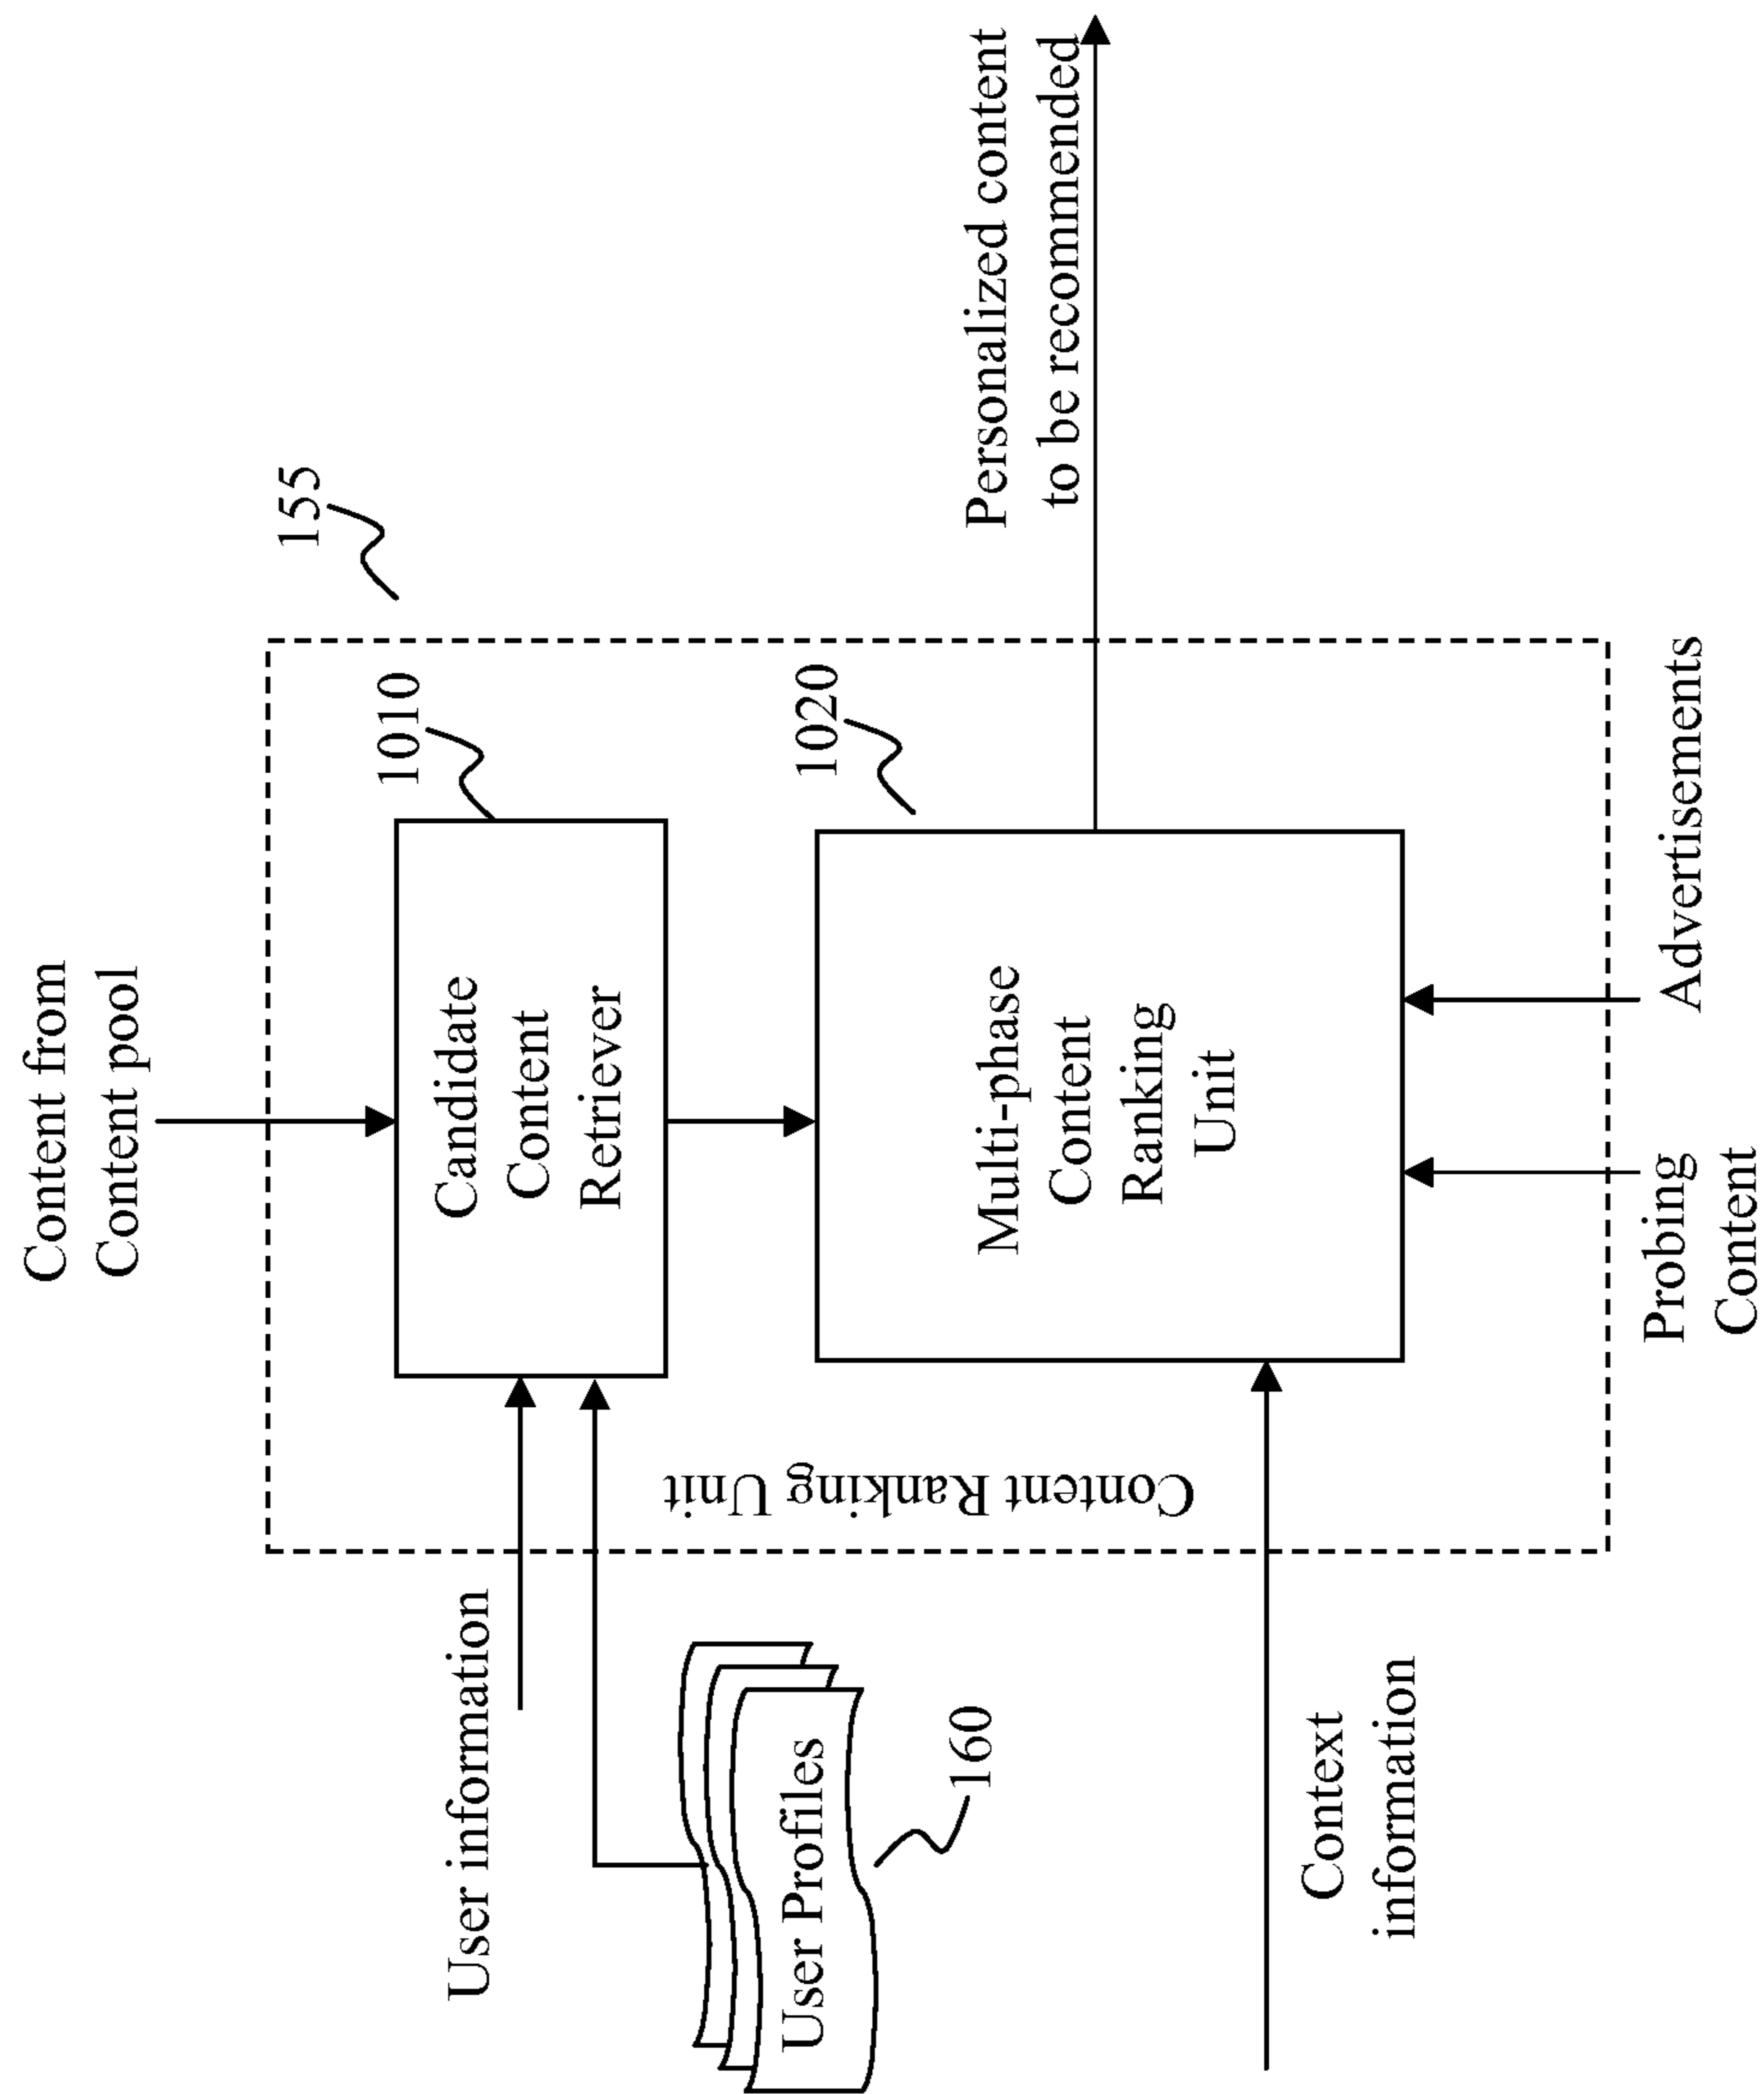 Content from
Content pool
155
1010
Candidate
Content
Retriever
User information
1020
Multi-phase
Content
Ranking
Unit
Content Ranking Unit
User Profiles
160
Personalized content
to be recommended
Context
information
Probing
Content
Advertisements